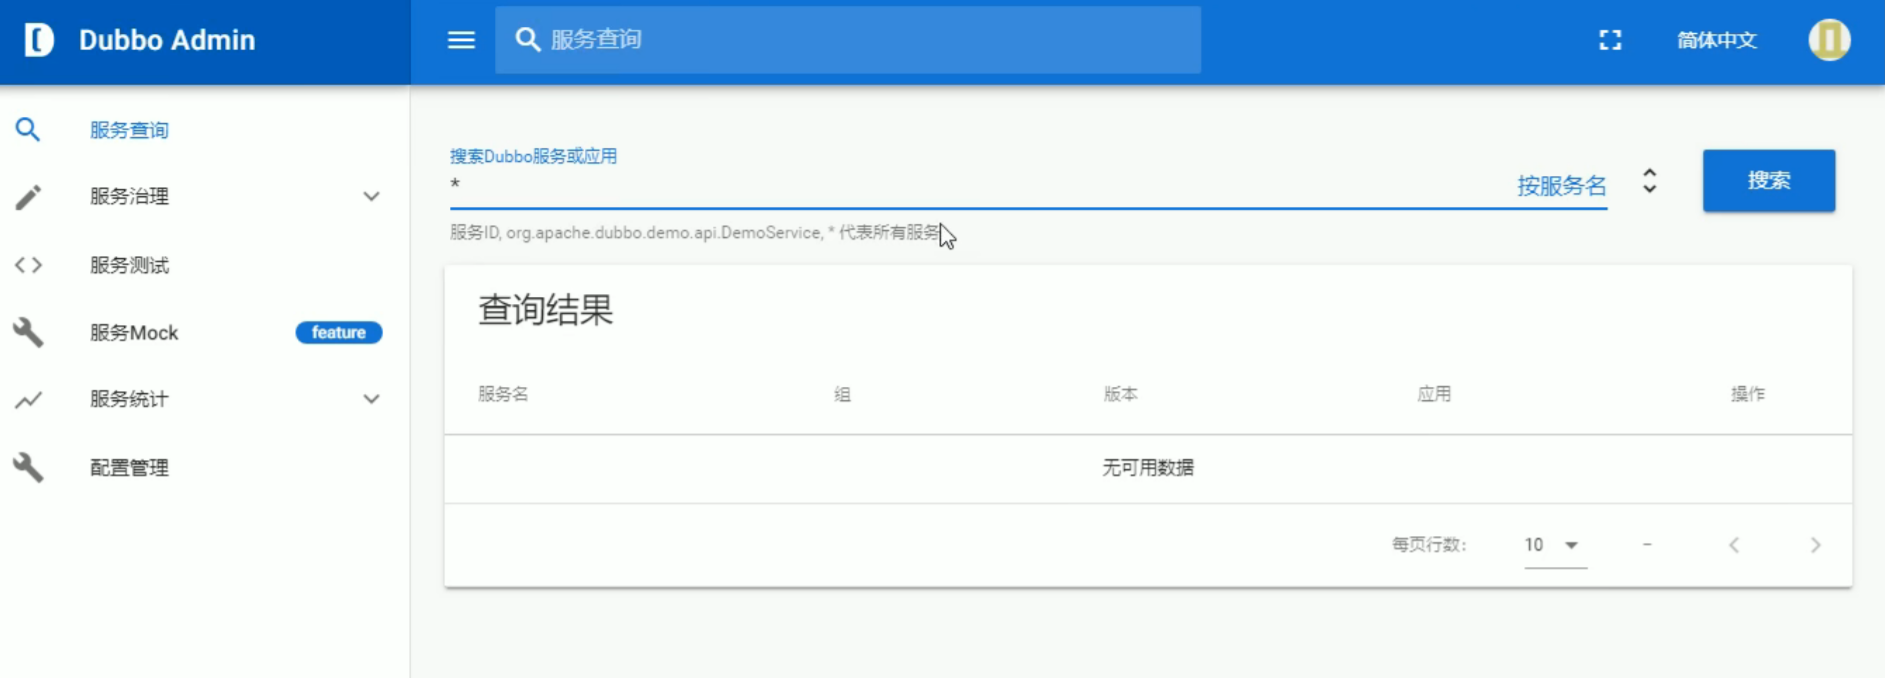 Dubbo Admin
服务查询
简体中文
服务查询
服务治理
服务测试
服务Mock
feature
服务统计
配置管理
搜索Dubbo服务或应用
*
按服务名
搜索
服务ID, org.apache.dubbo.demo.api.DemoService, * 代表所有服务
查询结果
服务名 组 版本 应用 操作
无可用数据
每页行数: 10 –